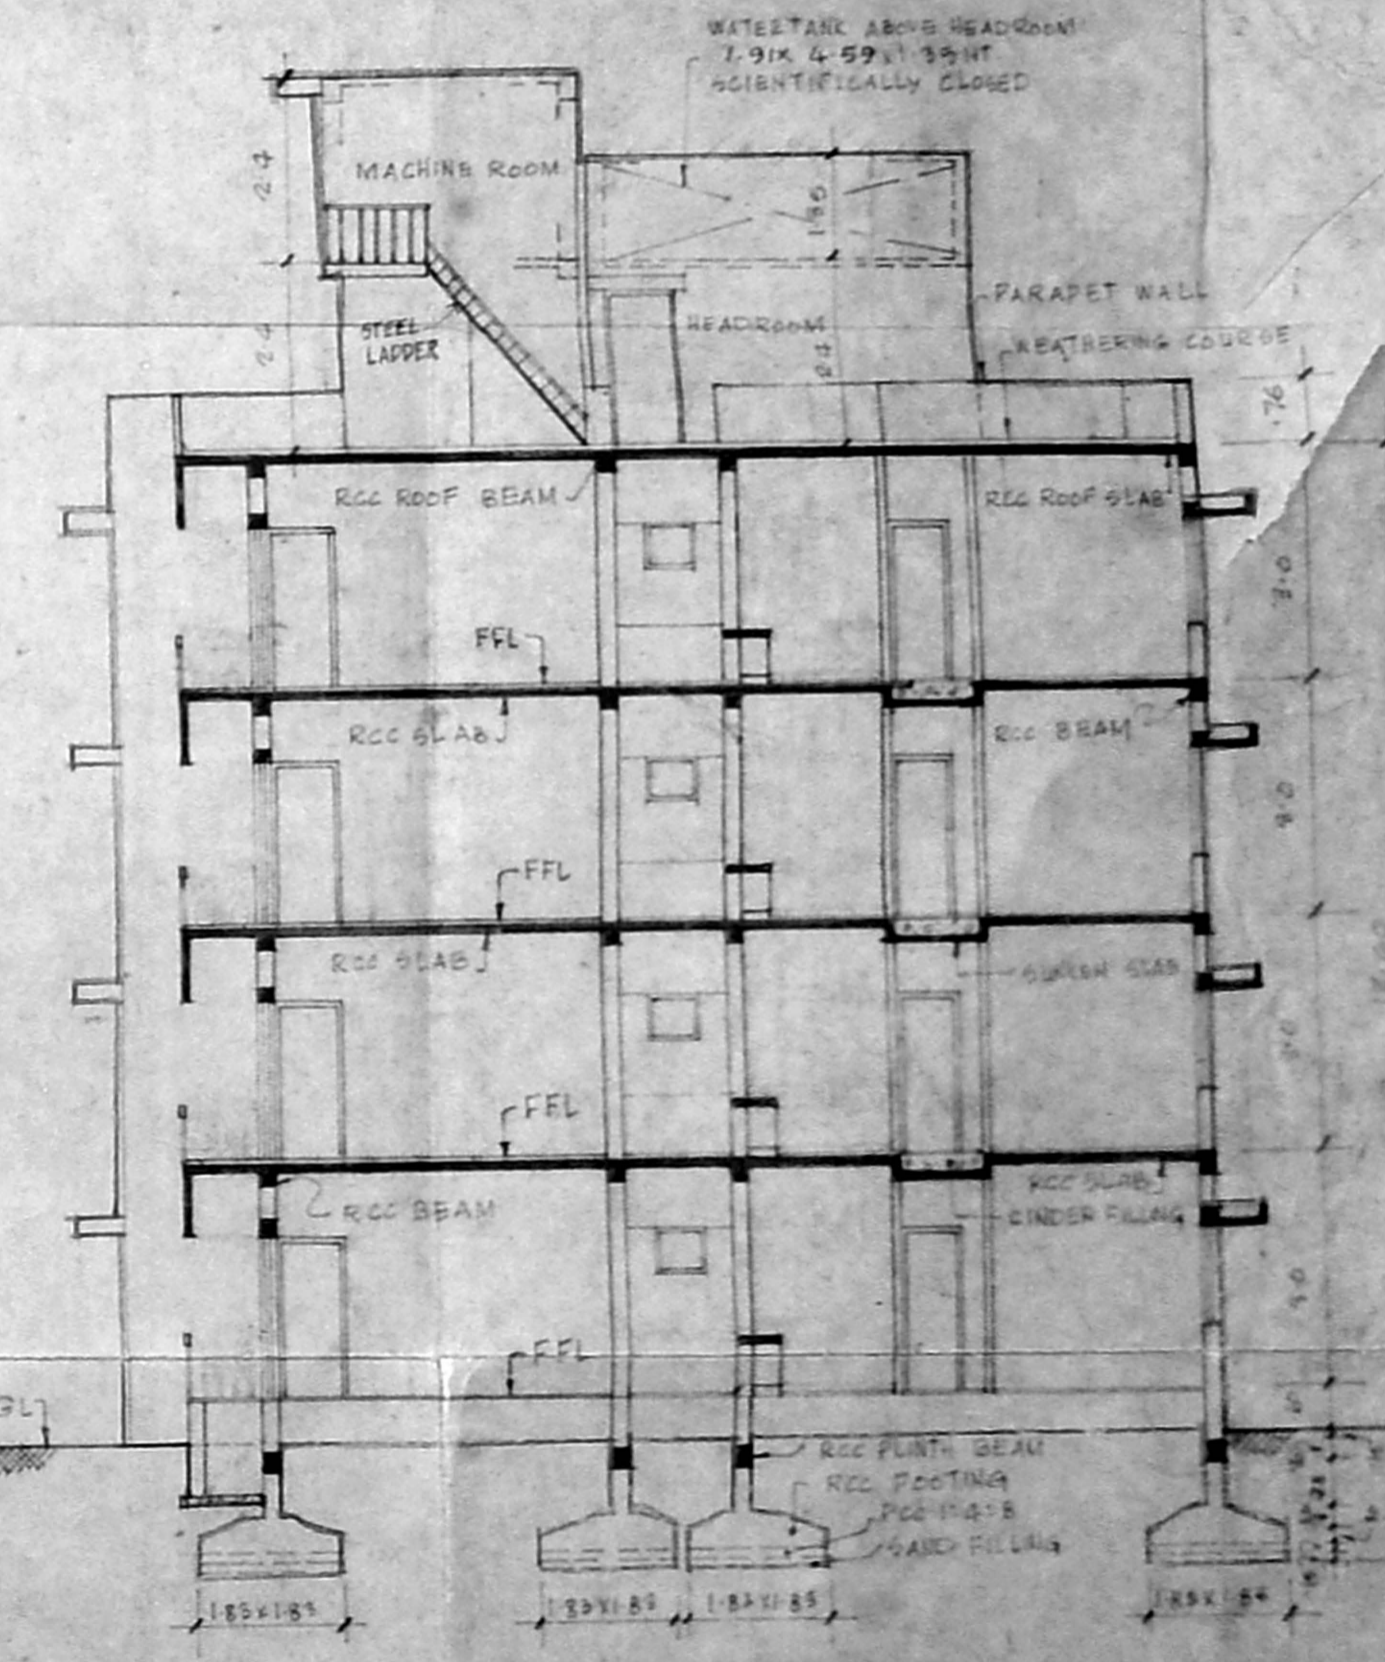 WATERTANK ABOVE HEADROOM
1.91X 4.59X1.35HT
SCIENTIFICALLY CLOSED
MACHINE ROOM
2.4
1.35
STEEL
LADDER
2.4
HEADROOM
2.4
PARAPET WALL
WEATHERING COURSE
.76
RCC ROOF BEAM
RCC ROOF SLAB
3.0
FFL
RCC SLAB
RCC BEAM
3.0
FFL
RCC SLAB
SUNKEN SLAB
3.0
FFL
RCC BEAM
RCC SLAB
CINDER FILLING
3.0
FFL
GL
RCC PLINTH BEAM
RCC FOOTING
PCC 1:4:8
SAND FILLING
1.83X1.83
1.83X1.83
1.83X1.83
1.83X1.83